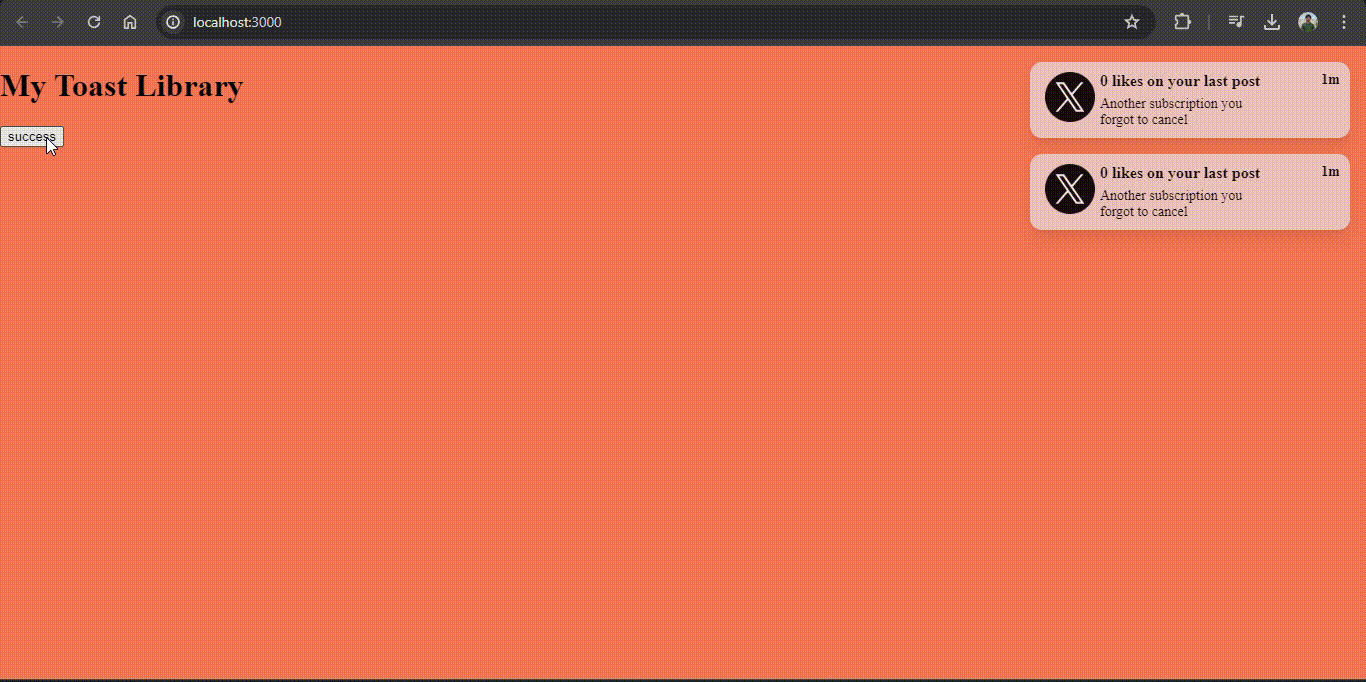 localhost:3000
My Toast Library
success
0 likes on your last post
1m
Another subscription you
forgot to cancel
0 likes on your last post
1m
Another subscription you
forgot to cancel